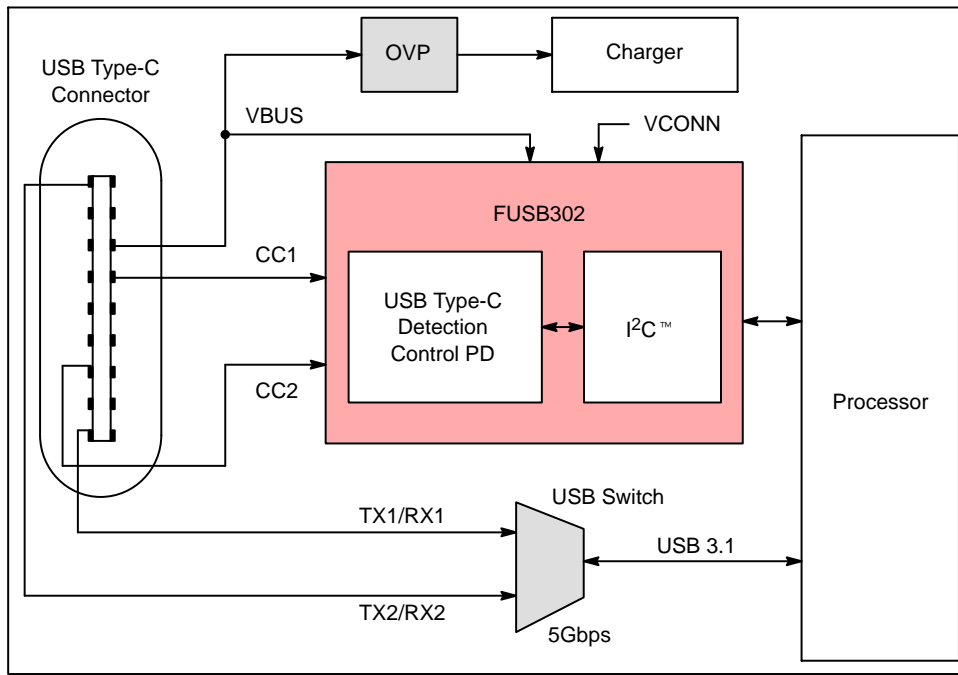 USB Type-C
Connector
OVP
Charger
VBUS
VCONN
FUSB302
CC1
USB Type-C
Detection
Control PD
I²C™
CC2
Processor
USB Switch
TX1/RX1
USB 3.1
TX2/RX2
5Gbps